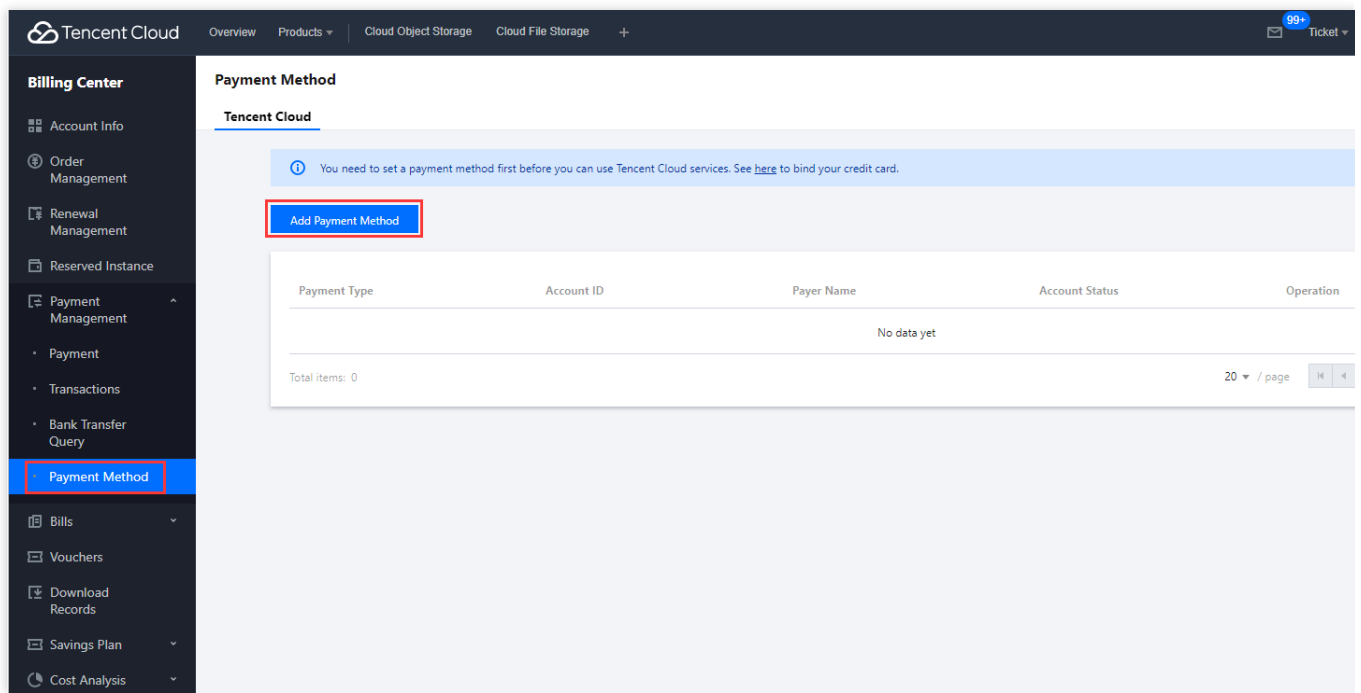 Tencent Cloud
Overview
Products
Cloud Object Storage
Cloud File Storage
+
99+
Ticket
Billing Center
Account Info
Order
Management
Renewal
Management
Reserved Instance
Payment
Management
Payment
Transactions
Bank Transfer
Query
Payment Method
Bills
Vouchers
Download
Records
Savings Plan
Cost Analysis
Payment Method
Tencent Cloud
You need to set a payment method first before you can use Tencent Cloud services. See here to bind your credit card.
Add Payment Method
Payment Type
Account ID
Payer Name
Account Status
Operation
No data yet
Total items: 0
20 / page